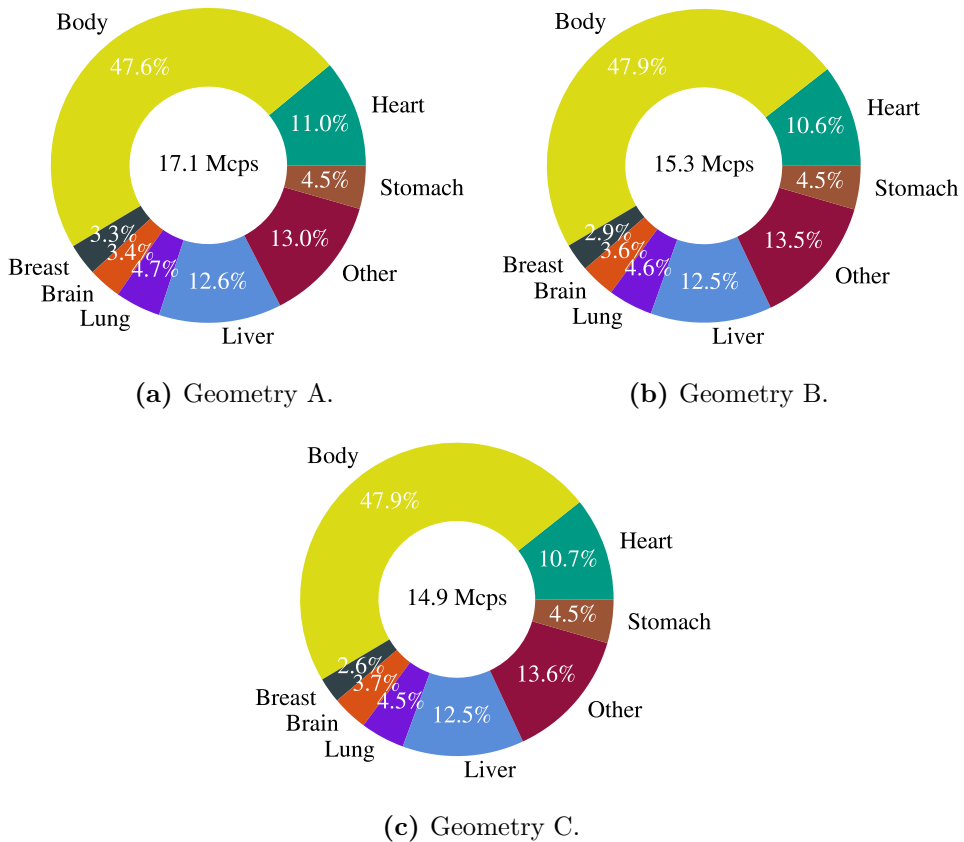 Body
47.6%
Heart
11.0%
17.1 Mcps
4.5%
Stomach
3.3%
3.4%
13.0%
4.7%
12.6%
Breast
Brain
Lung
Liver
Other
(a) Geometry A.
Body
47.9%
Heart
10.6%
15.3 Mcps
4.5%
Stomach
2.9%
3.6%
13.5%
4.6%
12.5%
Breast
Brain
Lung
Liver
Other
(b) Geometry B.
Body
47.9%
Heart
10.7%
14.9 Mcps
4.5%
Stomach
2.6%
3.7%
13.6%
4.5%
12.5%
Breast
Brain
Lung
Liver
Other
(c) Geometry C.